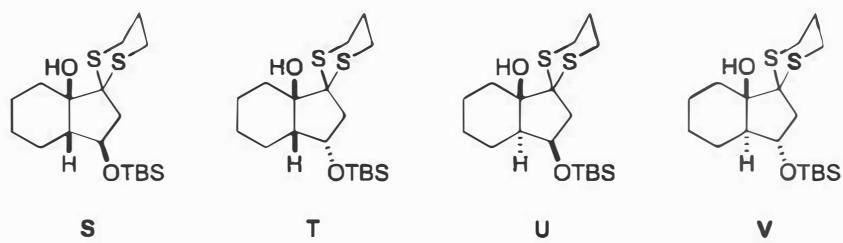 S S S S S S S S
HO HO HO HO
H H H H
OTBS OTBS OTBS OTBS
S T U V